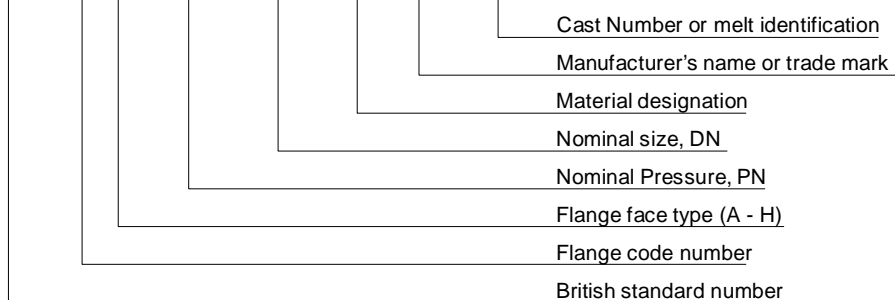 Cast Number or melt identification
Manufacturer's name or trade mark
Material designation
Nominal size, DN
Nominal Pressure, PN
Flange face type (A - H)
Flange code number
British standard number